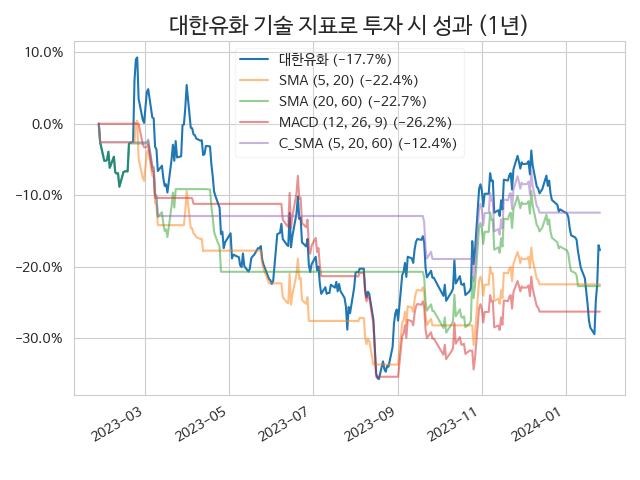 대한유화 기술 지표로 투자 시 성과 (1년)
10.0%
0.0%
-10.0%
-20.0%
-30.0%
대한유화 (-17.7%)
SMA (5, 20) (-22.4%)
SMA (20, 60) (-22.7%)
MACD (12, 26, 9) (-26.2%)
C_SMA (5, 20, 60) (-12.4%)
2023-03
2023-05
2023-07
2023-09
2023-11
2024-01